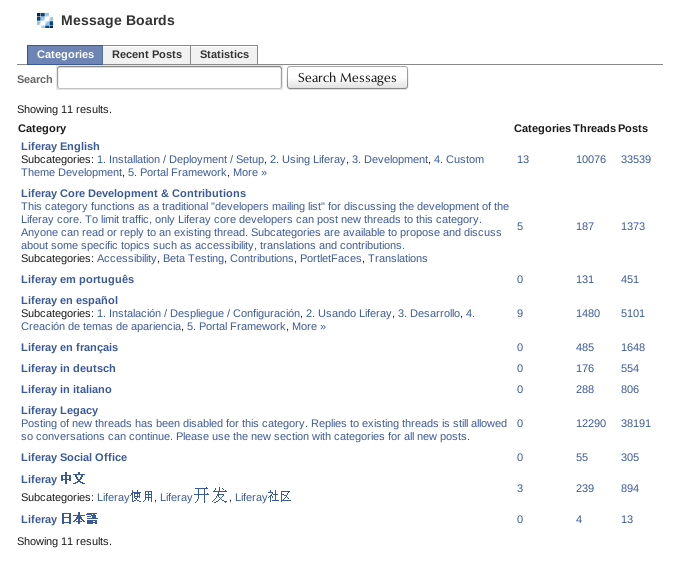 Message Boards
Categories Recent Posts Statistics
Search Search Messages
Showing 11 results.
Category Categories Threads Posts
Liferay English
Subcategories: 1. Installation / Deployment / Setup, 2. Using Liferay, 3. Development, 4. Custom
Theme Development, 5. Portal Framework, More »
13 10076 33539
Liferay Core Development & Contributions
This category functions as a traditional "developers mailing list" for discussing the development of the
Liferay core. To limit traffic, only Liferay core developers can post new threads to this category.
Anyone can read or reply to an existing thread. Subcategories are available to propose and discuss
about some specific topics such as accessibility, translations and contributions.
Subcategories: Accessibility, Beta Testing, Contributions, PortletFaces, Translations
5 187 1373
Liferay em português 0 131 451
Liferay en español
Subcategories: 1. Instalación / Despliegue / Configuración, 2. Usando Liferay, 3. Desarrollo, 4.
Creación de temas de apariencia, 5. Portal Framework, More »
9 1480 5101
Liferay en français 0 485 1648
Liferay in deutsch 0 176 554
Liferay in italiano 0 288 806
Liferay Legacy
Posting of new threads has been disabled for this category. Replies to existing threads is still allowed
so conversations can continue. Please use the new section with categories for all new posts.
0 12290 38191
Liferay Social Office 0 55 305
Liferay 中文
Subcategories: Liferay使用, Liferay开发, Liferay社区
3 239 894
Liferay 日本語 0 4 13
Showing 11 results.